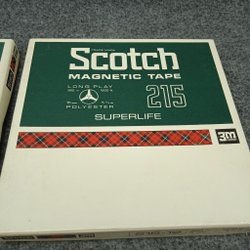 Scotch
MAGNETIC TAPE
LONG PLAY
215
POLYESTER
SUPERLIFE
3M